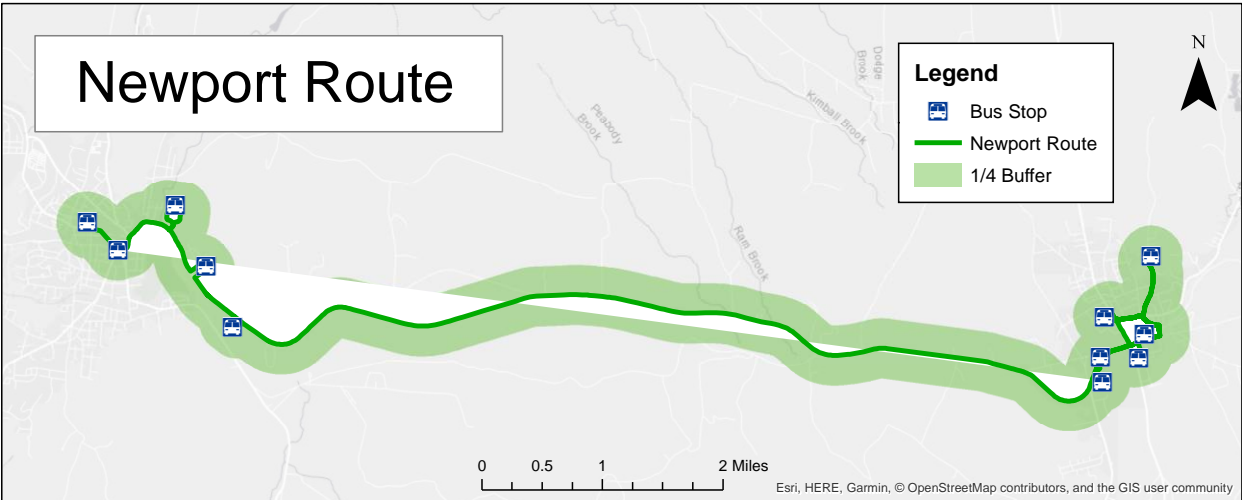 Newport Route
Legend
Bus Stop
Newport Route
1/4 Buffer
N
Dodge
Brook
Kimball Brook
Peabody
Brook
Ram Brook
0 0.5 1 2 Miles
Esri, HERE, Garmin, © OpenStreetMap contributors, and the GIS user community